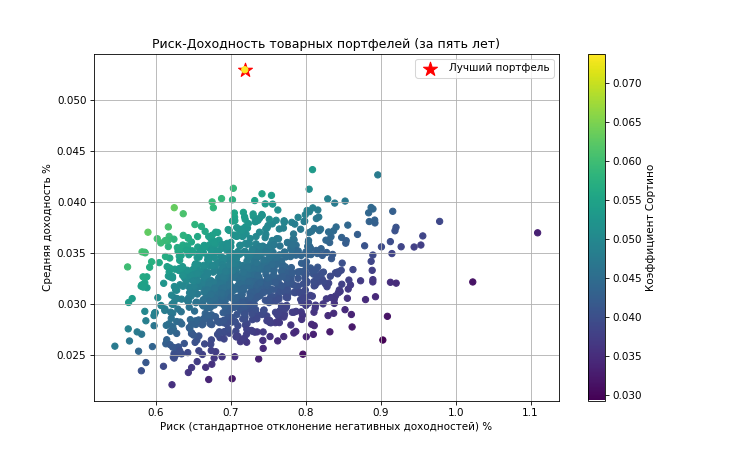 Риск-Доходность товарных портфелей (за пять лет)
Лучший портфель
Средняя доходность %
0.050
0.045
0.040
0.035
0.030
0.025
0.6 0.7 0.8 0.9 1.0 1.1
Риск (стандартное отклонение негативных доходностей) %
0.070
0.065
0.060
0.055
0.050
0.045
0.040
0.035
0.030
Коэффициент Сортино